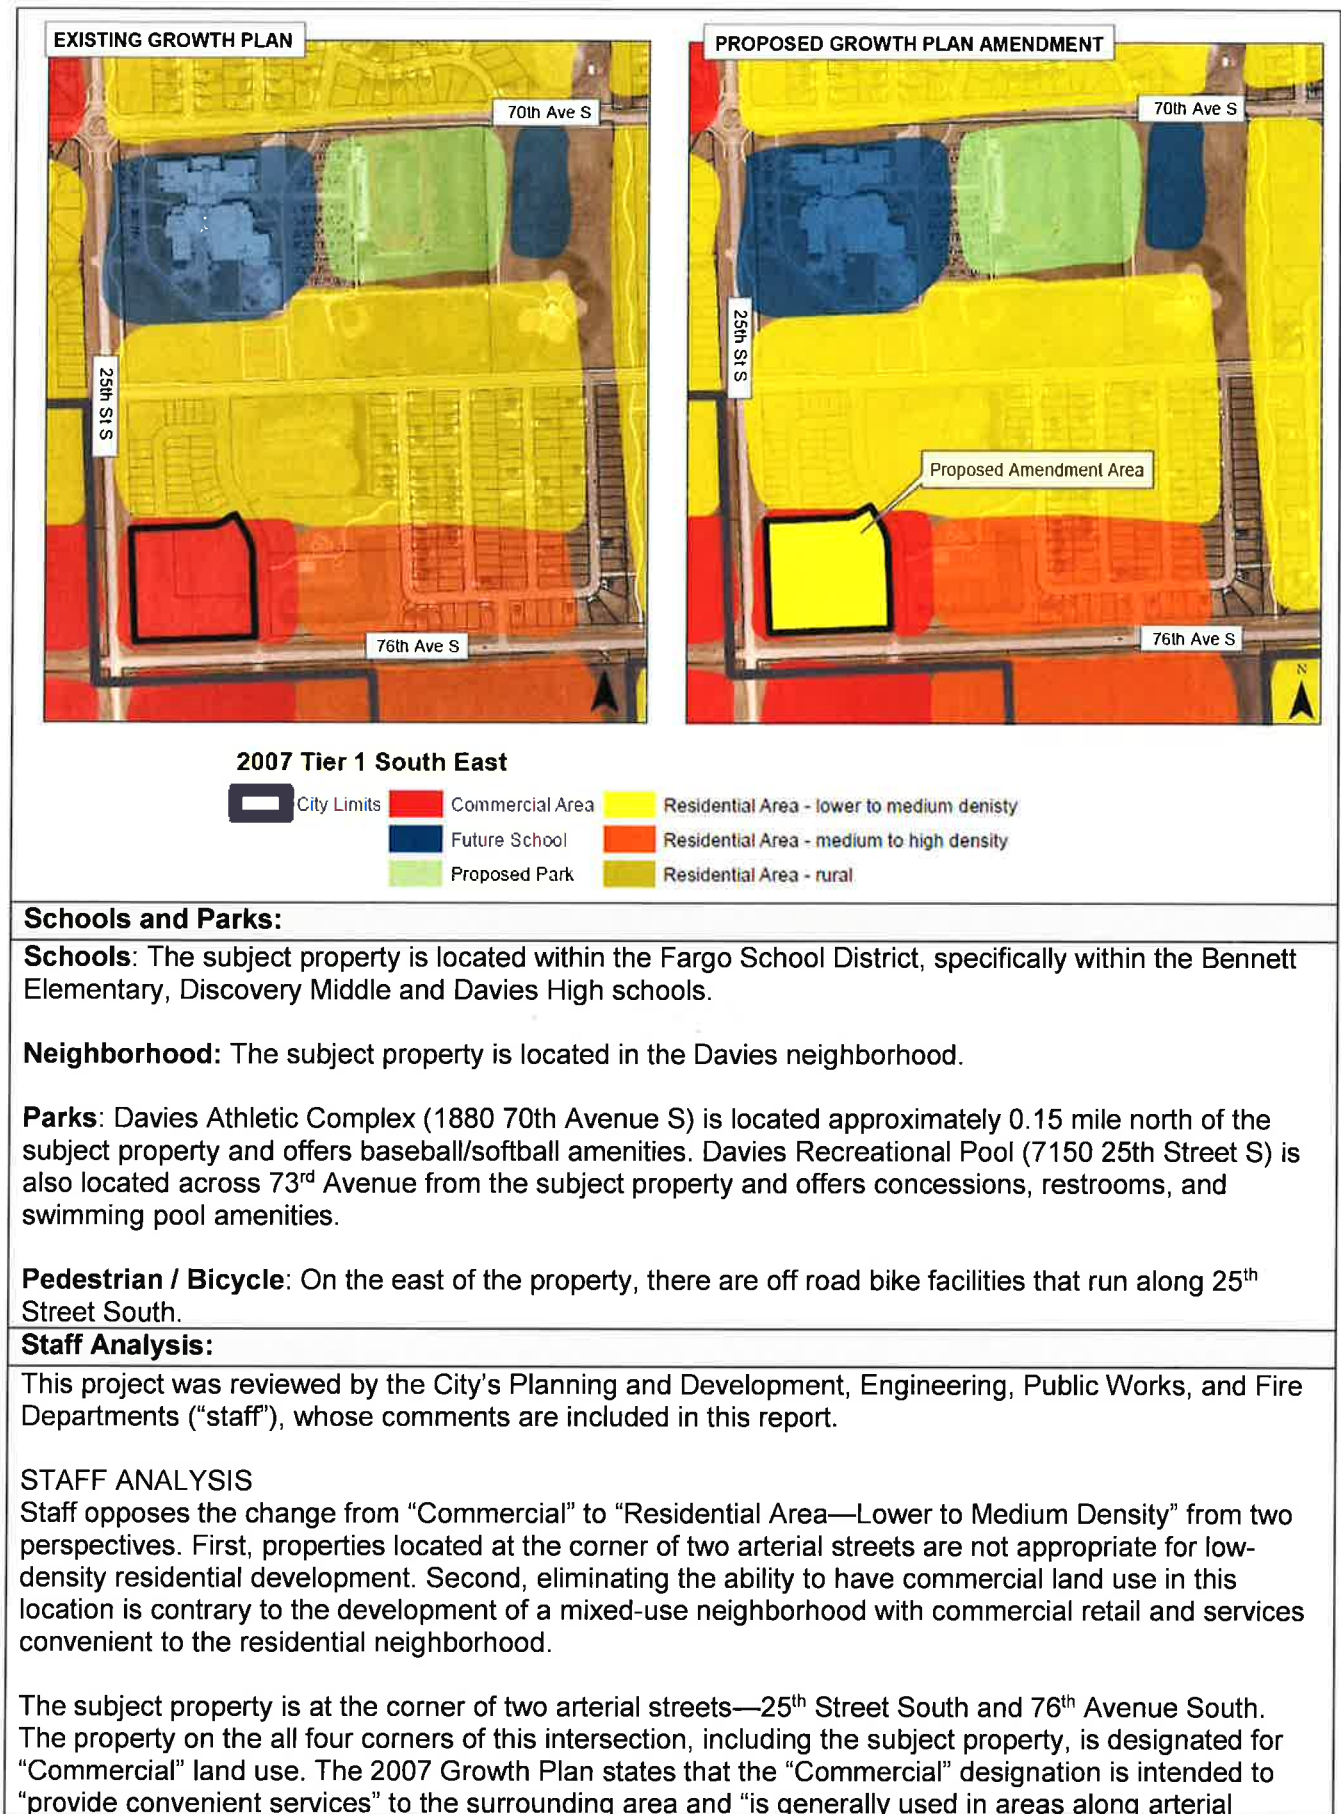 EXISTING GROWTH PLAN
70th Ave S
25th St S
76th Ave S
PROPOSED GROWTH PLAN AMENDMENT
70th Ave S
25th St S
Proposed Amendment Area
76th Ave S
N
2007 Tier 1 South East
City Limits
Commercial Area
Residential Area - lower to medium denisty
Future School
Residential Area - medium to high density
Proposed Park
Residential Area - rural
Schools and Parks:
Schools: The subject property is located within the Fargo School District, specifically within the Bennett
Elementary, Discovery Middle and Davies High schools.
Neighborhood: The subject property is located in the Davies neighborhood.
Parks: Davies Athletic Complex (1880 70th Avenue S) is located approximately 0.15 mile north of the
subject property and offers baseball/softball amenities. Davies Recreational Pool (7150 25th Street S) is
also located across 73rd Avenue from the subject property and offers concessions, restrooms, and
swimming pool amenities.
Pedestrian / Bicycle: On the east of the property, there are off road bike facilities that run along 25th
Street South.
Staff Analysis:
This project was reviewed by the City's Planning and Development, Engineering, Public Works, and Fire
Departments ("staff"), whose comments are included in this report.
STAFF ANALYSIS
Staff opposes the change from “Commercial” to “Residential Area—Lower to Medium Density” from two
perspectives. First, properties located at the corner of two arterial streets are not appropriate for low-
density residential development. Second, eliminating the ability to have commercial land use in this
location is contrary to the development of a mixed-use neighborhood with commercial retail and services
convenient to the residential neighborhood.
The subject property is at the corner of two arterial streets—25th Street South and 76th Avenue South.
The property on the all four corners of this intersection, including the subject property, is designated for
“Commercial” land use. The 2007 Growth Plan states that the “Commercial” designation is intended to
“provide convenient services” to the surrounding area and “is generally used in areas along arterial